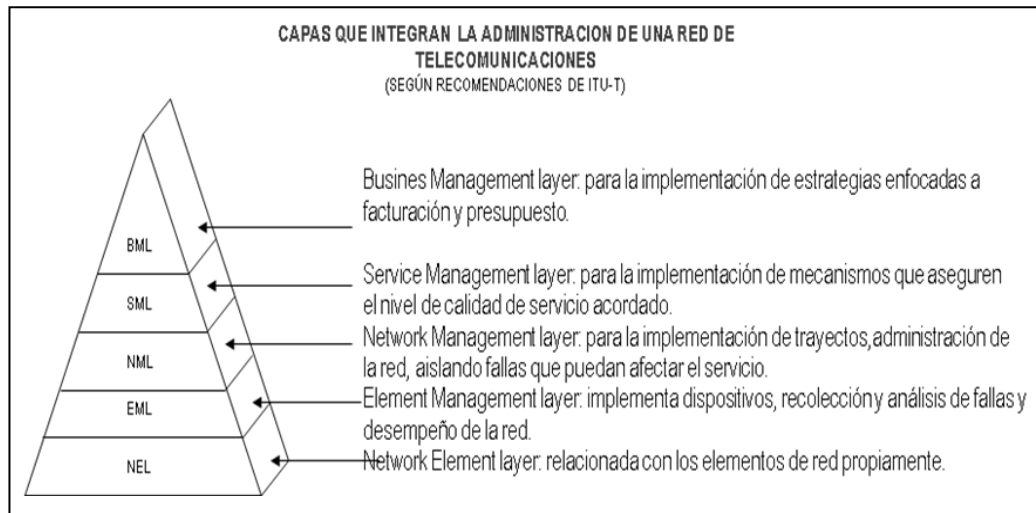 CAPAS QUE INTEGRAN LA ADMINISTRACION DE UNA RED DE
TELECOMUNICACIONES
(SEGÚN RECOMENDACIONES DE ITU-T)
Busines Management layer: para la implementación de estrategias enfocadas a
facturación y presupuesto.
BML
Service Management layer: para la implementación de mecanismos que aseguren
el nivel de calidad de servicio acordado.
SML
Network Management layer: para la implementación de trayectos, administración de
la red, aislando fallas que puedan afectar el servicio.
NML
Element Management layer: implementa dispositivos, recolección y análisis de fallas y
desempeño de la red.
EML
Network Element layer: relacionada con los elementos de red propiamente.
NEL